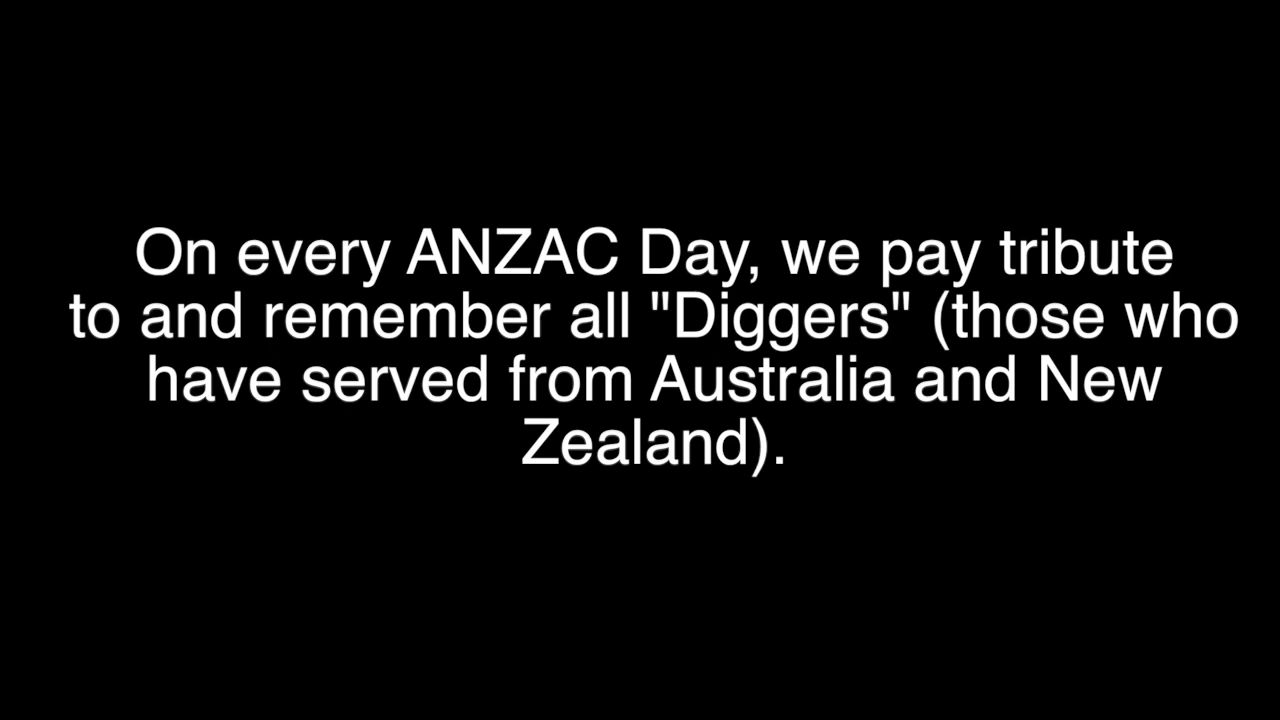 On every ANZAC Day, we pay tribute
to and remember all "Diggers" (those who
have served from Australia and New
Zealand).